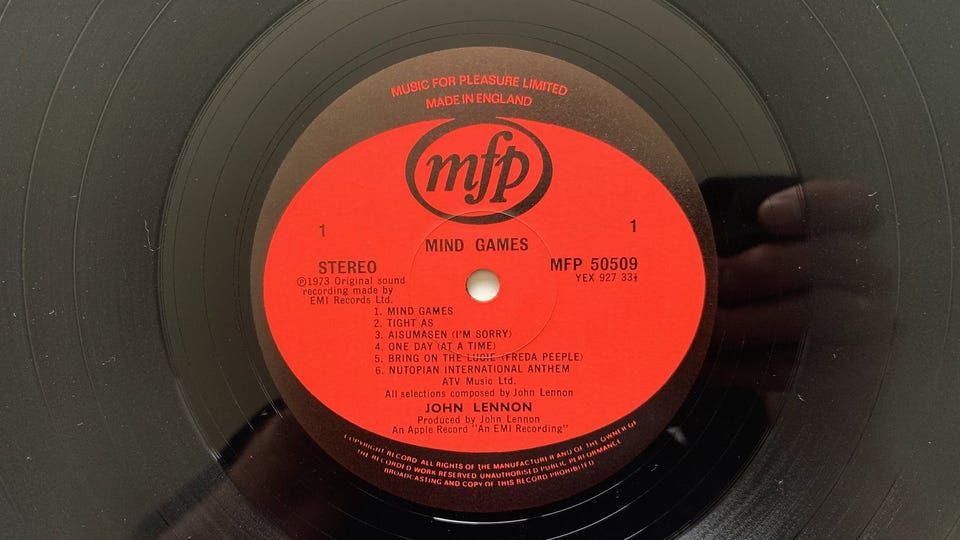 MUSIC FOR PLEASURE LIMITED
MADE IN ENGLAND
mfp
1
1
MIND GAMES
STEREO
MFP 50509
℗1973 Original sound
YEX 927 33⅓
recording made by
EMI Records Ltd.
1. MIND GAMES
2. TIGHT AS
3. AISUMASEN (I'M SORRY)
4. ONE DAY (AT A TIME)
5. BRING ON THE LUCIE (FREDA PEEPLE)
6. NUTOPIAN INTERNATIONAL ANTHEM
ATV Music Ltd.
All selections composed by John Lennon
JOHN LENNON
Produced by John Lennon
An Apple Record "An EMI Recording"
COPYRIGHT RECORD ALL RIGHTS OF THE MANUFACTURER AND OF THE OWNER OF
THE RECORDED WORK RESERVED UNAUTHORISED PUBLIC PERFORMANCE
BROADCASTING AND COPY OF THIS RECORD PROHIBITED